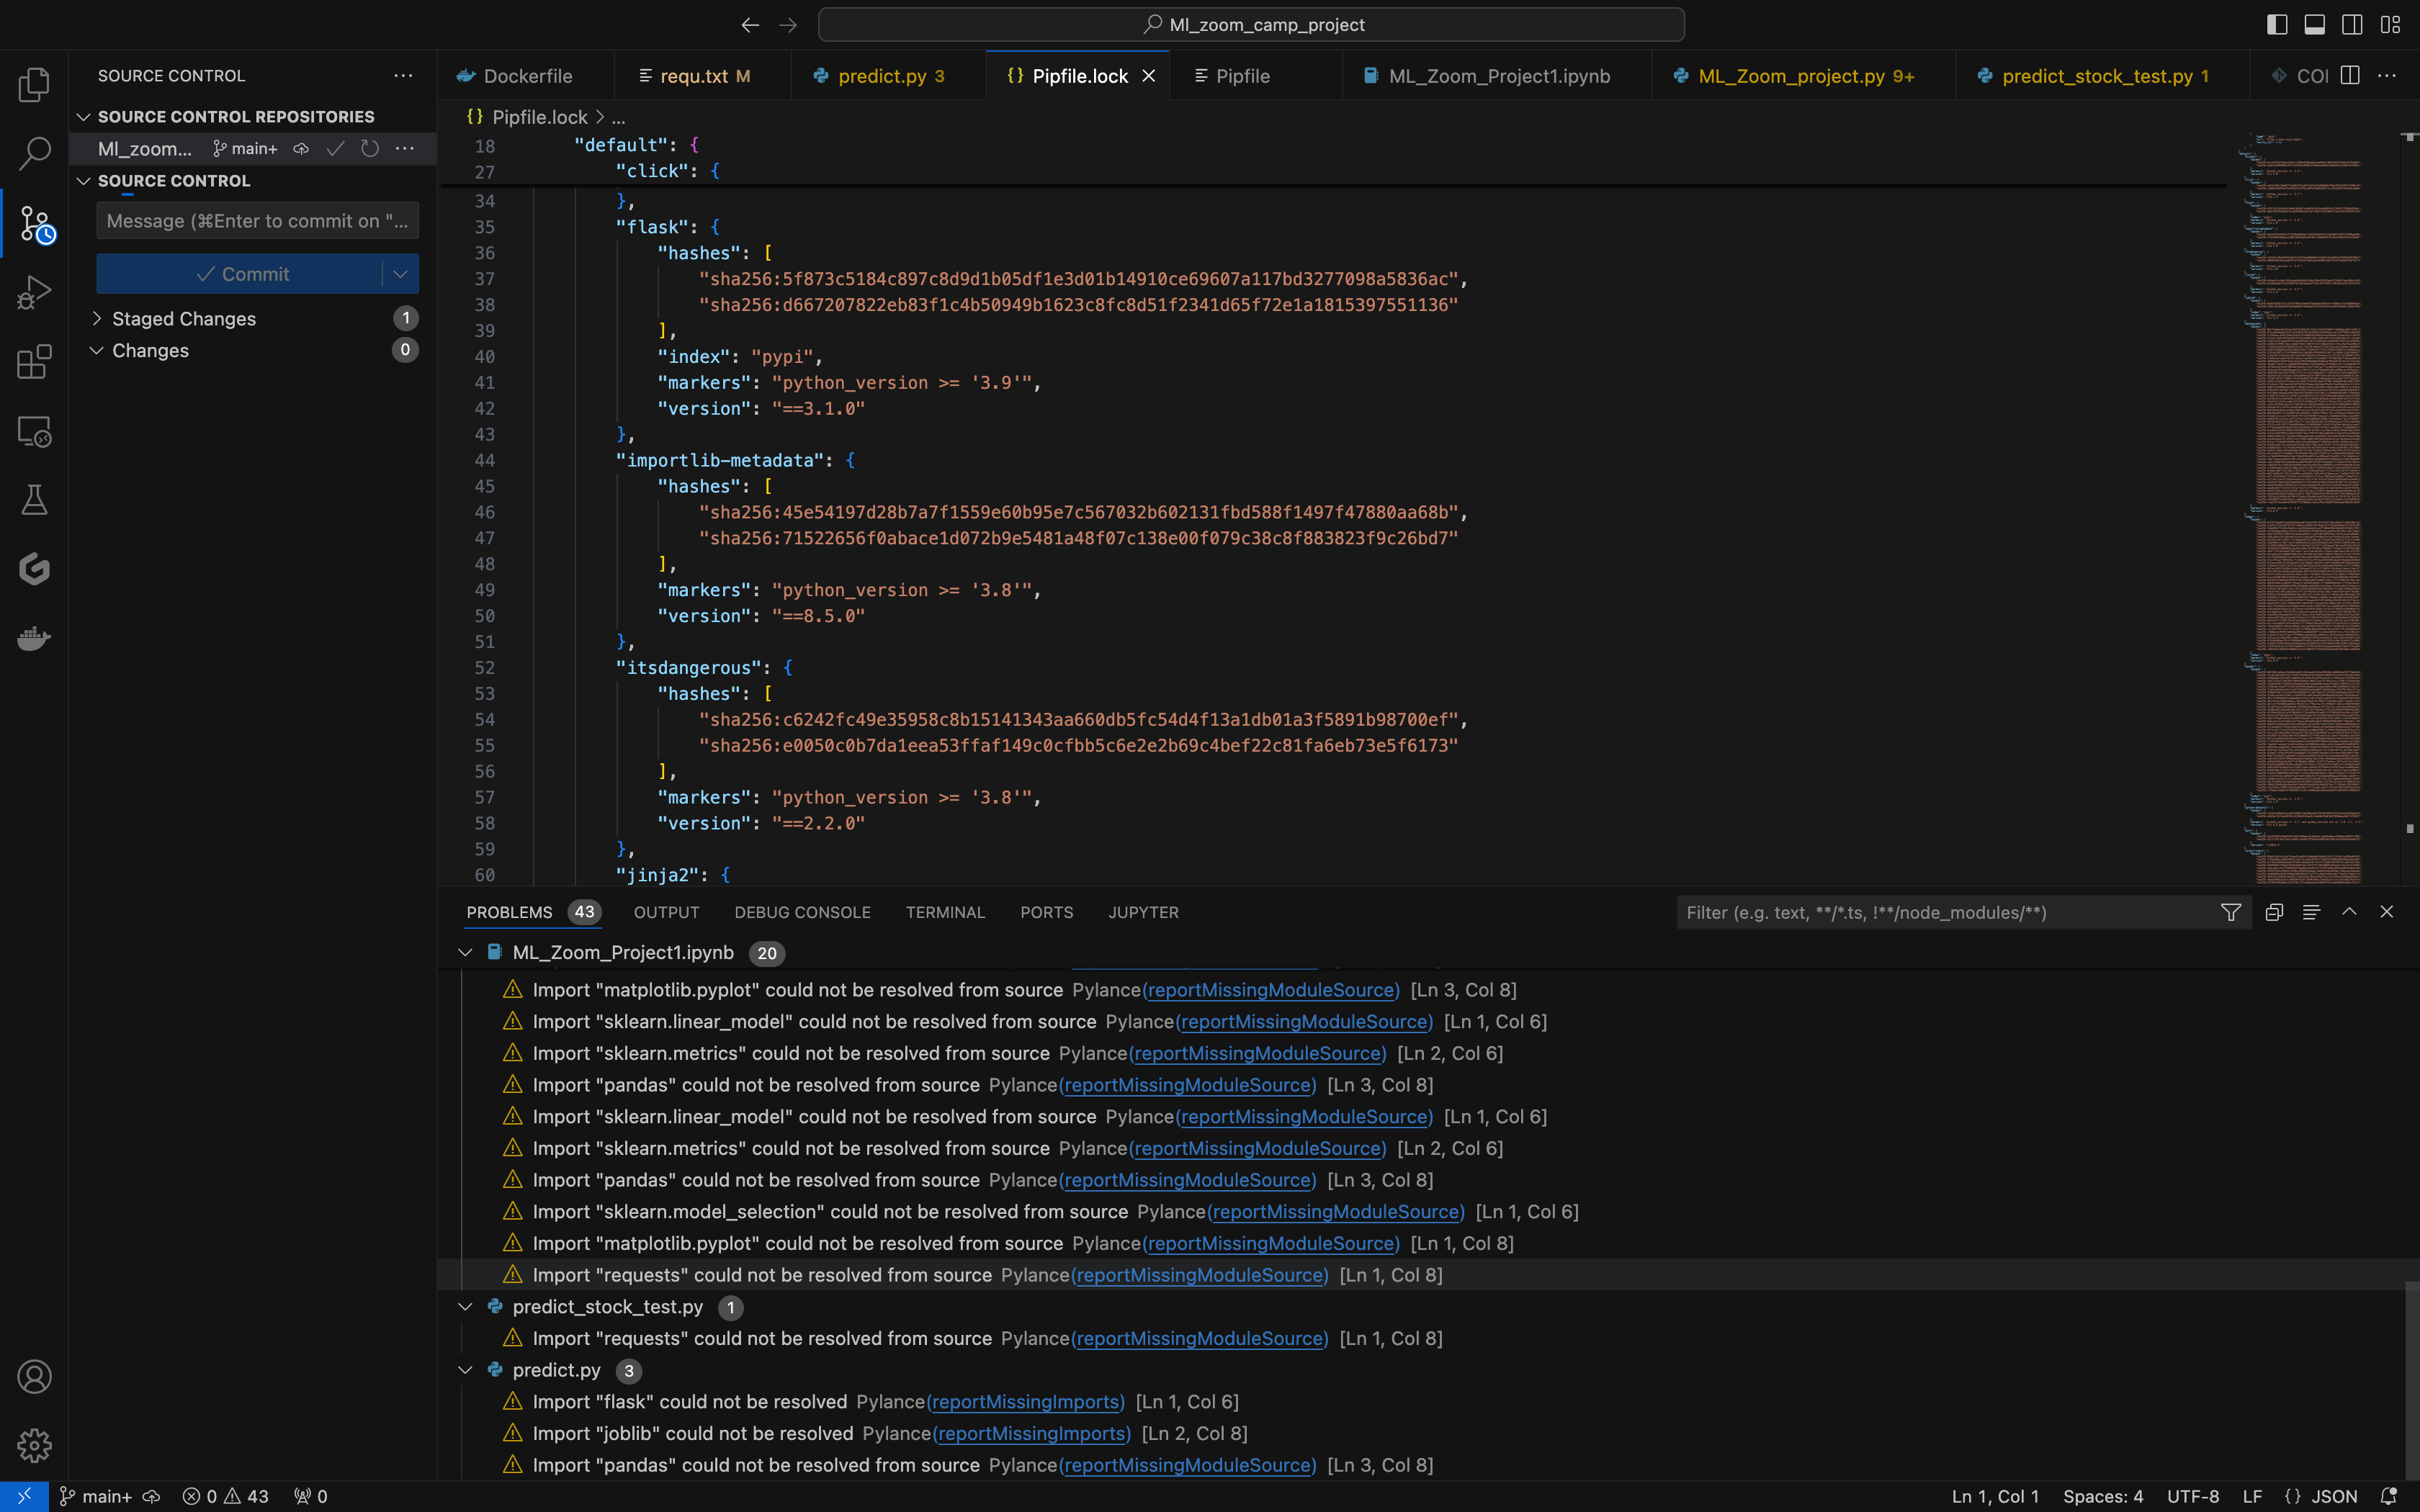 Ml_zoom_camp_project
SOURCE CONTROL
SOURCE CONTROL REPOSITORIES
Ml_zoom... main+
SOURCE CONTROL
Message (⌘Enter to commit on "...
Commit
Staged Changes 1
Changes 0
Dockerfile requ.txt M predict.py 3 Pipfile.lock Pipfile ML_Zoom_Project1.ipynb ML_Zoom_project.py 9+ predict_stock_test.py 1
{} Pipfile.lock > ...
18 "default": {
27 "click": {
34 },
35 "flask": {
36 "hashes": [
37 "sha256:5f873c5184c897c8d9d1b05df1e3d01b14910ce69607a117bd3277098a5836ac",
38 "sha256:d667207822eb83f1c4b50949b1623c8fc8d51f2341d65f72e1a1815397551136"
39 ],
40 "index": "pypi",
41 "markers": "python_version >= '3.9'",
42 "version": "==3.1.0"
43 },
44 "importlib-metadata": {
45 "hashes": [
46 "sha256:45e54197d28b7a7f1559e60b95e7c567032b602131fbd588f1497f47880aa68b",
47 "sha256:71522656f0abace1d072b9e5481a48f07c138e00f079c38c8f883823f9c26bd7"
48 ],
49 "markers": "python_version >= '3.8'",
50 "version": "==8.5.0"
51 },
52 "itsdangerous": {
53 "hashes": [
54 "sha256:c6242fc49e35958c8b15141343aa660db5fc54d4f13a1db01a3f5891b98700ef",
55 "sha256:e0050c0b7da1eea53ffaf149c0cfbb5c6e2e2b69c4bef22c81fa6eb73e5f6173"
56 ],
57 "markers": "python_version >= '3.8'",
58 "version": "==2.2.0"
59 },
60 "jinja2": {
PROBLEMS 43 OUTPUT DEBUG CONSOLE TERMINAL PORTS JUPYTER Filter (e.g. text, **/*.ts, !**/node_modules/**)
ML_Zoom_Project1.ipynb 20
Import "matplotlib.pyplot" could not be resolved from source Pylance(reportMissingModuleSource) [Ln 3, Col 8]
Import "sklearn.linear_model" could not be resolved from source Pylance(reportMissingModuleSource) [Ln 1, Col 6]
Import "sklearn.metrics" could not be resolved from source Pylance(reportMissingModuleSource) [Ln 2, Col 6]
Import "pandas" could not be resolved from source Pylance(reportMissingModuleSource) [Ln 3, Col 8]
Import "sklearn.linear_model" could not be resolved from source Pylance(reportMissingModuleSource) [Ln 1, Col 6]
Import "sklearn.metrics" could not be resolved from source Pylance(reportMissingModuleSource) [Ln 2, Col 6]
Import "pandas" could not be resolved from source Pylance(reportMissingModuleSource) [Ln 3, Col 8]
Import "sklearn.model_selection" could not be resolved from source Pylance(reportMissingModuleSource) [Ln 1, Col 6]
Import "matplotlib.pyplot" could not be resolved from source Pylance(reportMissingModuleSource) [Ln 1, Col 8]
Import "requests" could not be resolved from source Pylance(reportMissingModuleSource) [Ln 1, Col 8]
predict_stock_test.py 1
Import "requests" could not be resolved from source Pylance(reportMissingModuleSource) [Ln 1, Col 8]
predict.py 3
Import "flask" could not be resolved Pylance(reportMissingImports) [Ln 1, Col 6]
Import "joblib" could not be resolved Pylance(reportMissingImports) [Ln 2, Col 8]
Import "pandas" could not be resolved from source Pylance(reportMissingModuleSource) [Ln 3, Col 8]
main+ 0 43 0 Ln 1, Col 1 Spaces: 4 UTF-8 LF {} JSON